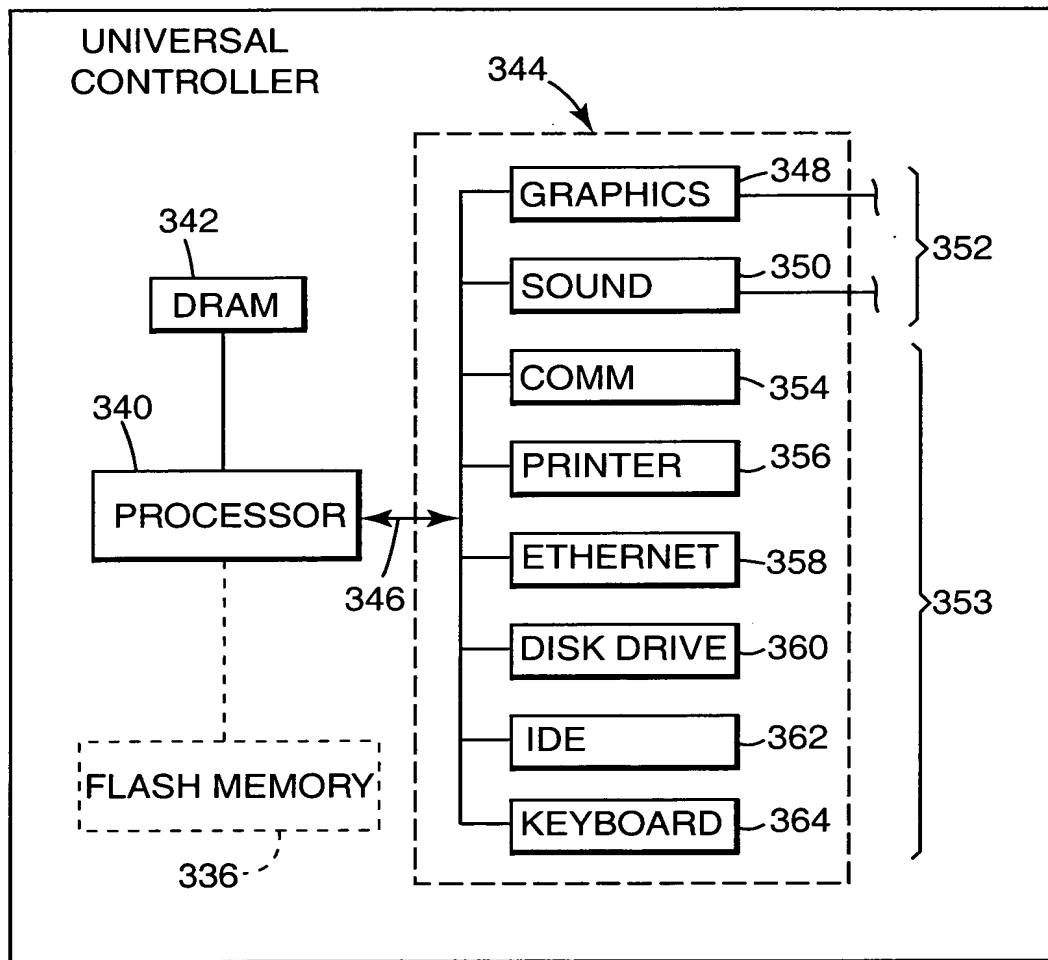 UNIVERSAL
CONTROLLER
344
GRAPHICS
348
352
342
SOUND
350
DRAM
COMM
354
340
PRINTER
356
PROCESSOR
346
ETHERNET
358
353
DISK DRIVE
360
FLASH MEMORY
IDE
362
336
KEYBOARD
364